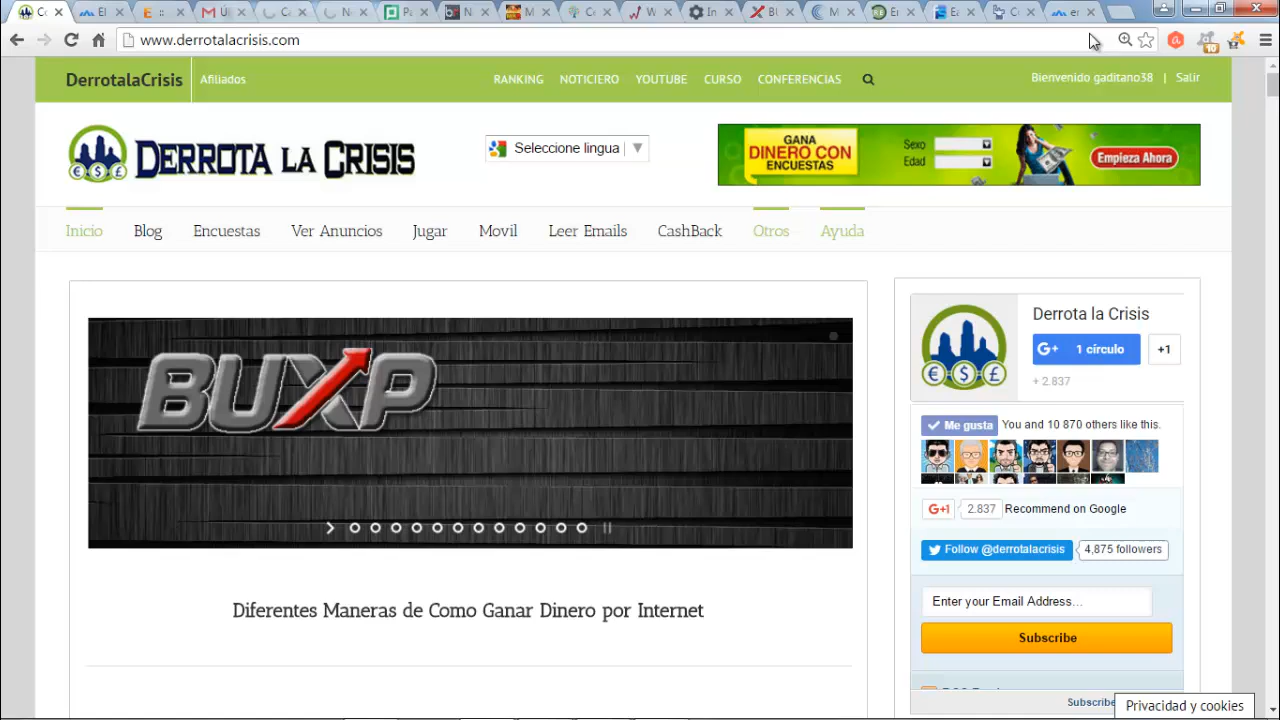 www.derrotalacrisis.com
DerrotalaCrisis
Afiliados
RANKING NOTICIERO YOUTUBE CURSO CONFERENCIAS
Bienvenido gaditano38 | Salir
DERROTA LA CRISIS
Seleccione lingua
GANA
DINERO CON
ENCUESTAS
Sexo
Edad
Empieza Ahora
Inicio Blog Encuestas Ver Anuncios Jugar Movil Leer Emails CashBack Otros Ayuda
BUXP
Diferentes Maneras de Como Ganar Dinero por Internet
Derrota la Crisis
G+ 1 círculo +1
+ 2.837
Me gusta You and 10 870 others like this.
G+1 2.837 Recommend on Google
Follow @derrotalacrisis 4,875 followers
Enter your Email Address...
Subscribe
Subscribe
Privacidad y cookies